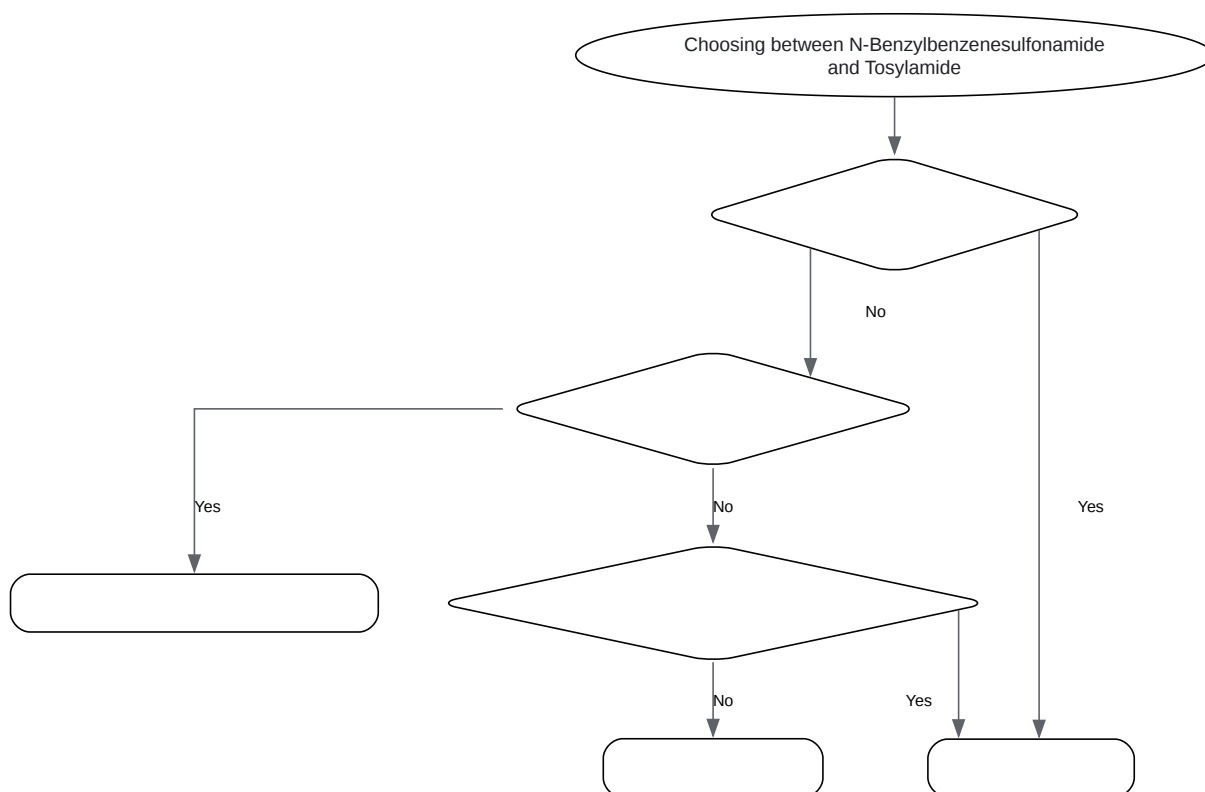 Choosing between N-Benzylbenzenesulfonamide
and Tosylamide
No
Yes
No
Yes
No
Yes